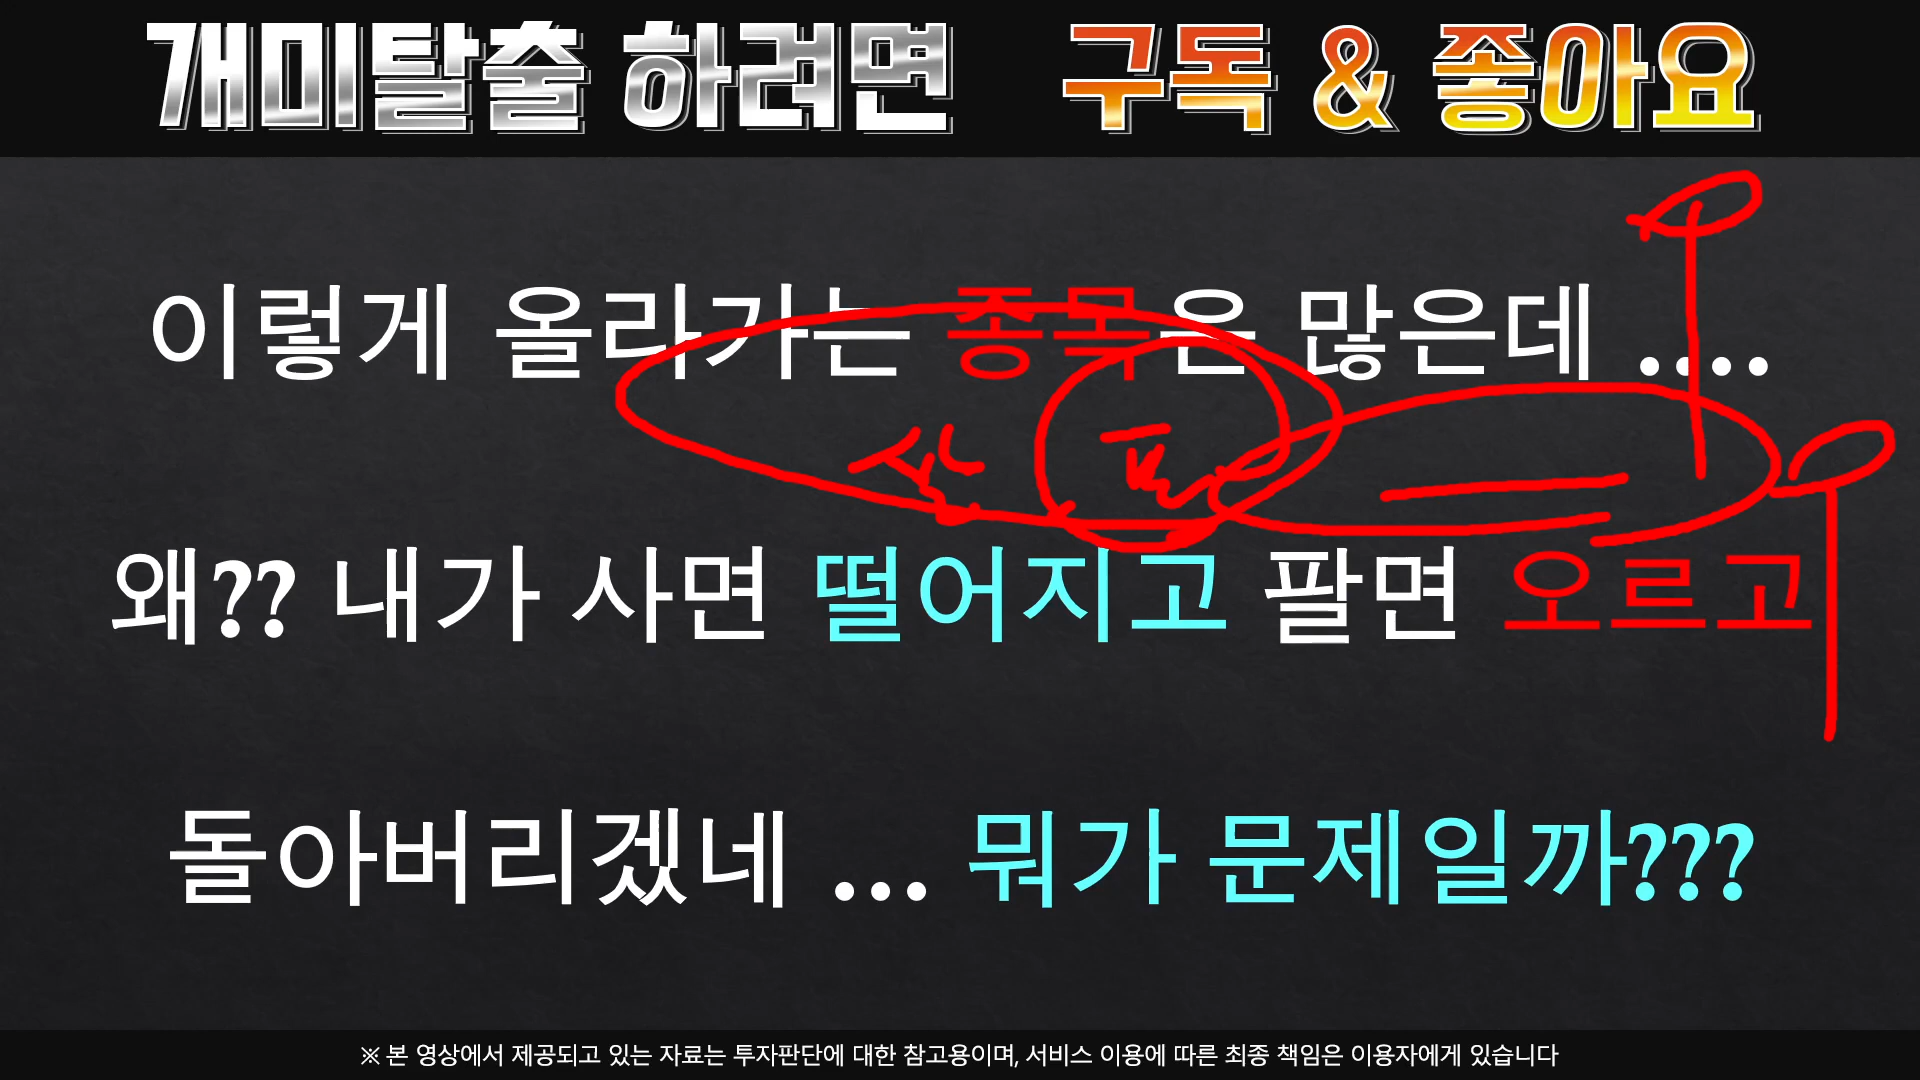 개미탈출 하려면 구독 & 좋아요
이렇게 올라가는 종목은 많은데 ....
왜?? 내가 사면 떨어지고 팔면 오르고
돌아버리겠네 ... 뭐가 문제일까???
※ 본 영상에서 제공되고 있는 자료는 투자판단에 대한 참고용이며, 서비스 이용에 따른 최종 책임은 이용자에게 있습니다